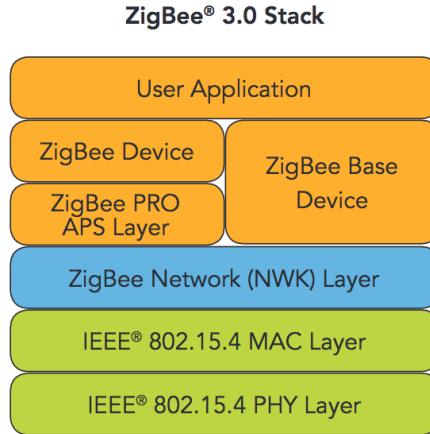 ZigBee® 3.0 Stack
User Application
ZigBee Device
ZigBee PRO
APS Layer
ZigBee Base
Device
ZigBee Network (NWK) Layer
IEEE® 802.15.4 MAC Layer
IEEE® 802.15.4 PHY Layer